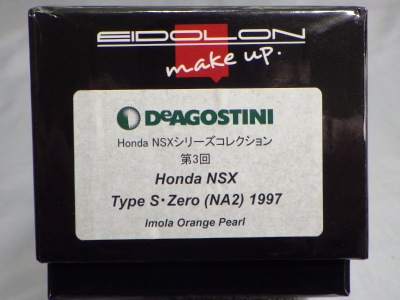 EIDOLON
make up.
DEAGOSTINI
Honda NSXシリーズコレクション
第3回
Honda NSX
Type S・Zero (NA2) 1997
Imola Orange Pearl